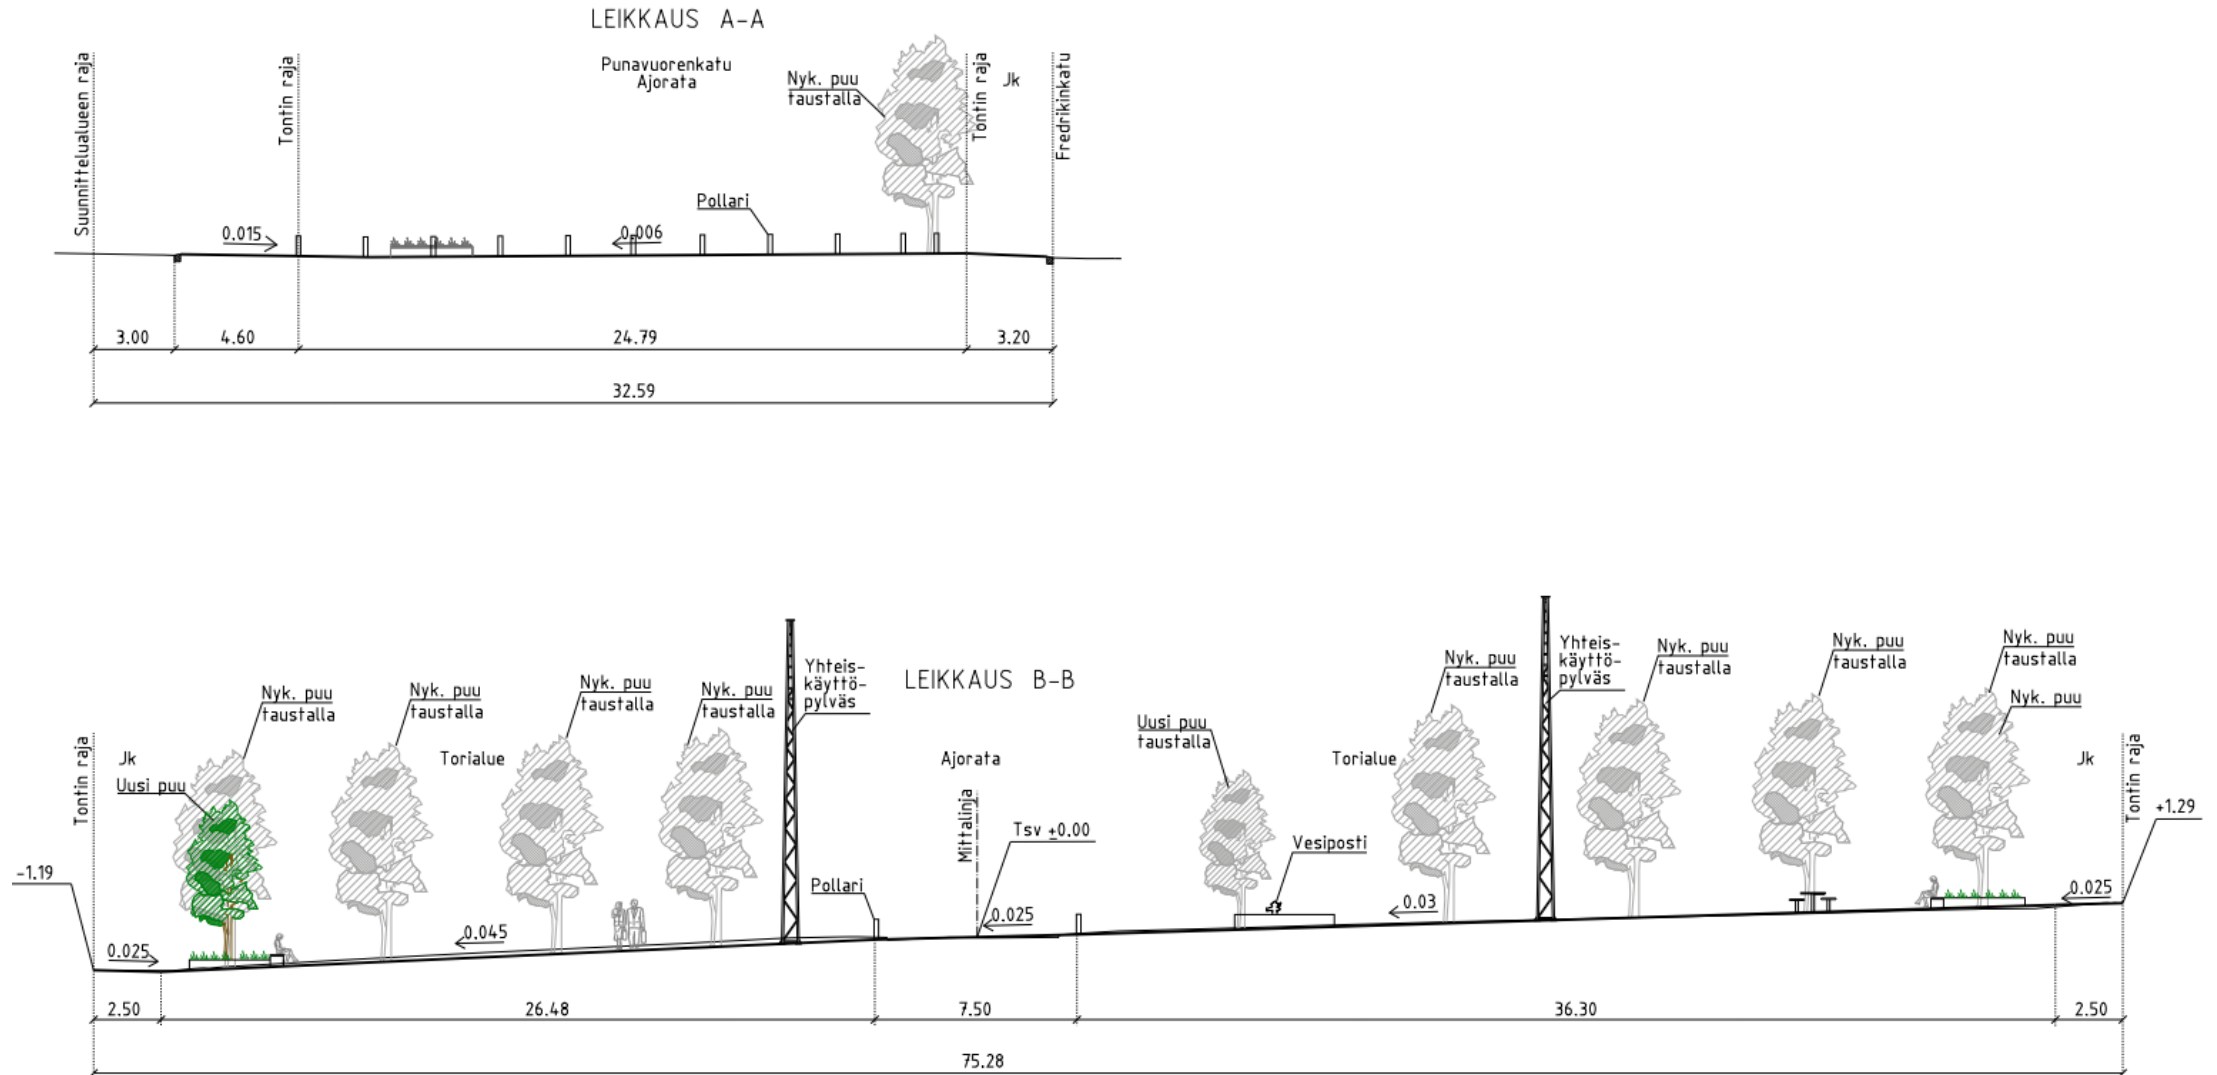 LEIKKAUS A-A
Suunnittelualueen raja
Tontin raja
Punavuorenkatu
Ajorata
Nyk. puu
taustalla
Tontin raja
Jk
Fredrikinkatu
Pollari
0.015
0.006
3.00
4.60
24.79
3.20
32.59
LEIKKAUS B-B
Tontin raja
Jk
Uusi puu
Nyk. puu
taustalla
Nyk. puu
taustalla
Torialue
Nyk. puu
taustalla
Nyk. puu
taustalla
Yhteis-
käyttö-
pylväs
Pollari
Ajorata
Mittalinja
Tsv ±0.00
Uusi puu
taustalla
Vesiposti
Torialue
Nyk. puu
taustalla
Yhteis-
käyttö-
pylväs
Nyk. puu
taustalla
Nyk. puu
taustalla
Nyk. puu
taustalla
Nyk. puu
Jk
Tontin raja
+1.29
-1.19
0.025
0.045
0.025
0.03
0.025
2.50
26.48
7.50
36.30
2.50
75.28